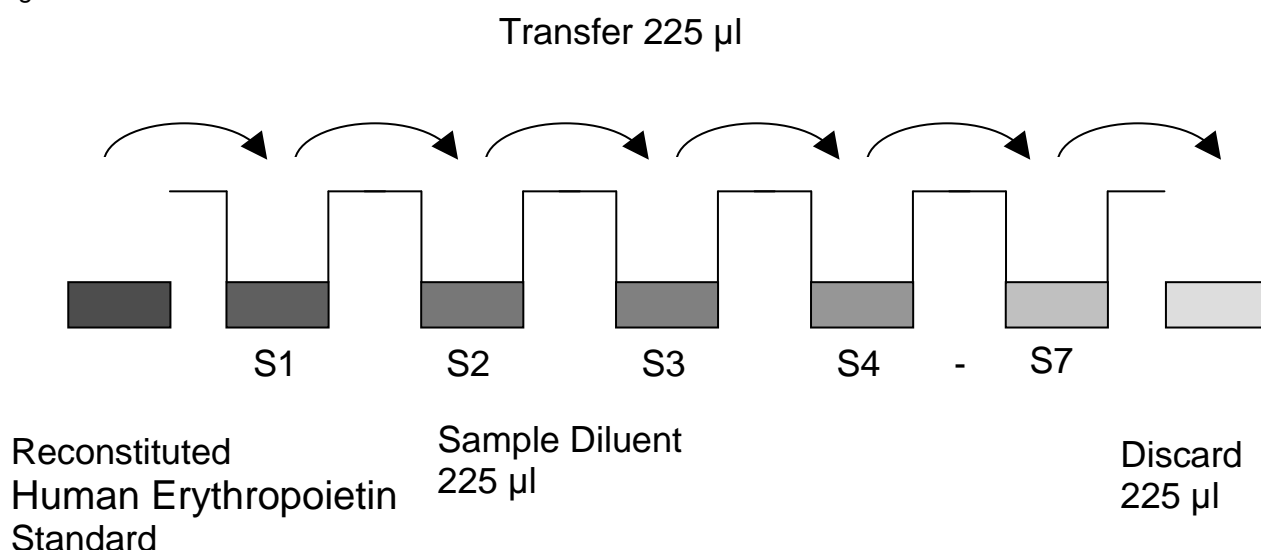 Transfer 225 µl
S1 S2 S3 S4 - S7
Reconstituted
Human Erythropoietin
Standard
Sample Diluent
225 µl
Discard
225 µl